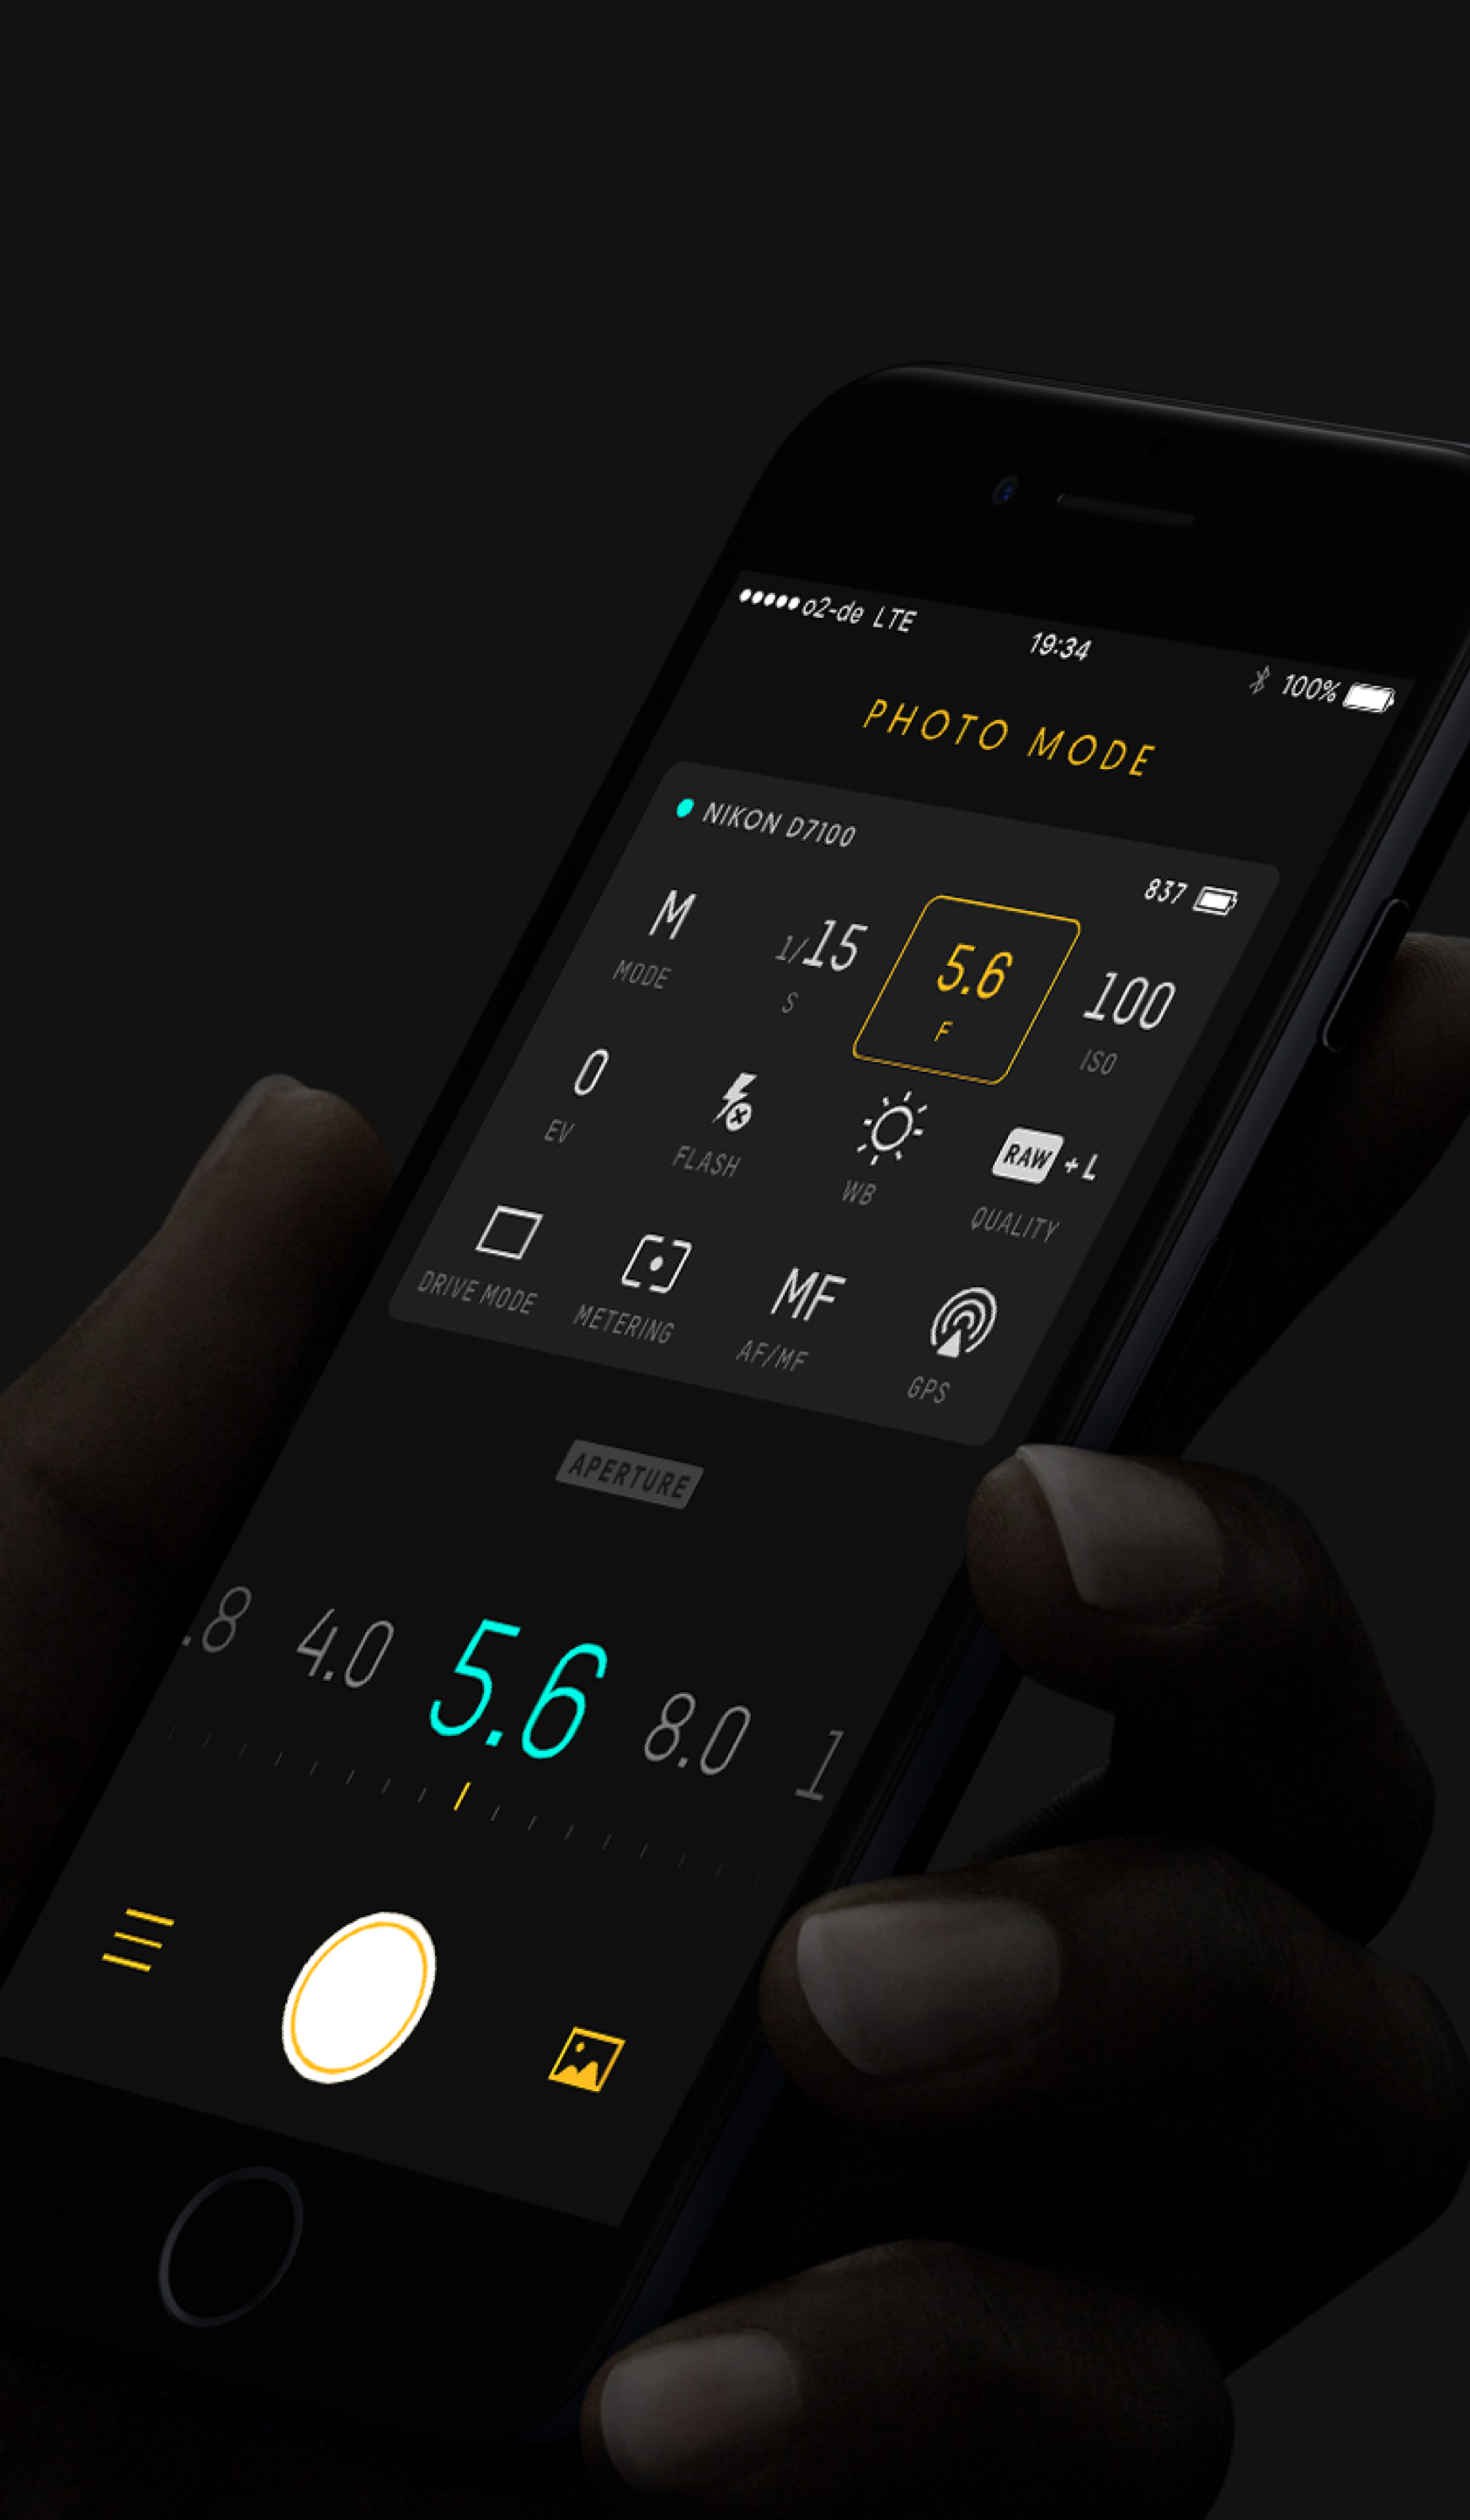 o2-de LTE 19:34 100%
PHOTO MODE
NIKON D7100
837
M 1/15 5.6 100
MODE S F ISO
0 RAW + L
EV FLASH WB QUALITY
MF
DRIVE MODE METERING AF/MF GPS
APERTURE
.8 4.0 5.6 8.0 1